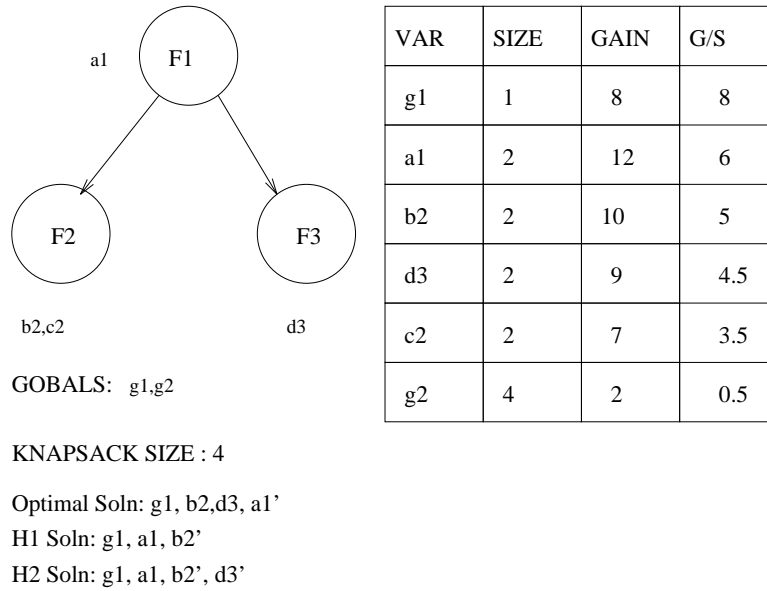 a1
F1
F2
F3
b2,c2
d3
GOBALS: g1,g2
KNAPSACK SIZE : 4
Optimal Soln: g1, b2,d3, a1’
H1 Soln: g1, a1, b2’
H2 Soln: g1, a1, b2’, d3’
VAR SIZE GAIN G/S
g1 1 8 8
a1 2 12 6
b2 2 10 5
d3 2 9 4.5
c2 2 7 3.5
g2 4 2 0.5